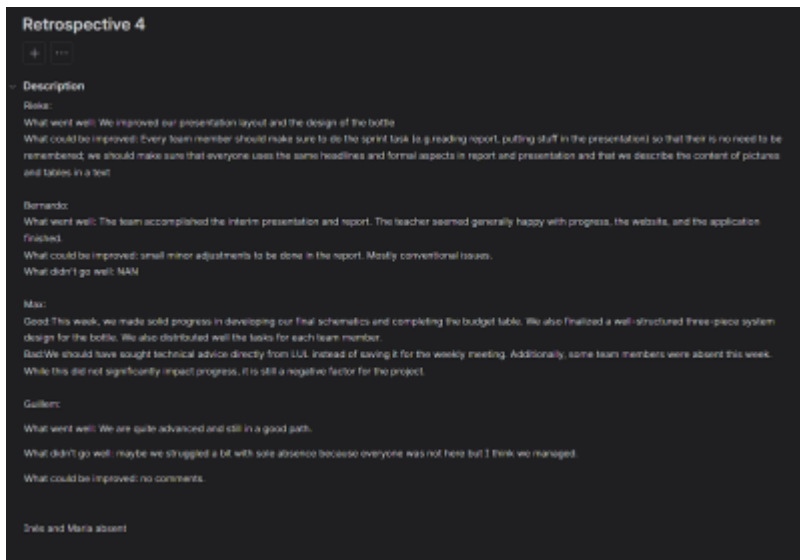 Retrospective 4
Description
Rieke:
What went well: We improved our presentation layout and the design of the bottle
What could be improved: Every team member should make sure to do the sprint task (e.g.reading report, putting stuff in the presentation) so that their is no need to be
remembered; we should make sure that everyone uses the same headlines and formal aspects in report and presentation and that we describe the content of pictures
and tables in a text
Bernardo:
What went well: The team accomplished the interim presentation and report. The teacher seemed generally happy with progress, the website, and the application
finished.
What could be improved: small minor adjustments to be done in the report. Mostly conventional issues.
What didn't go well: NAN
Max:
Good:This week, we made solid progress in developing our final schematics and completing the budget table. We also finalized a well-structured three-piece system
design for the bottle. We also distributed well the tasks for each team member.
Bad:We should have sought technical advice directly from LUL instead of saving it for the weekly meeting. Additionally, some team members were absent this week.
While this did not significantly impact progress, it is still a negative factor for the project.
Guillem:
What went well: We are quite advanced and still in a good path.
What didn't go well: maybe we struggled a bit with sole absence because everyone was not here but I think we managed.
What could be improved: no comments.
Inês and Maria absent